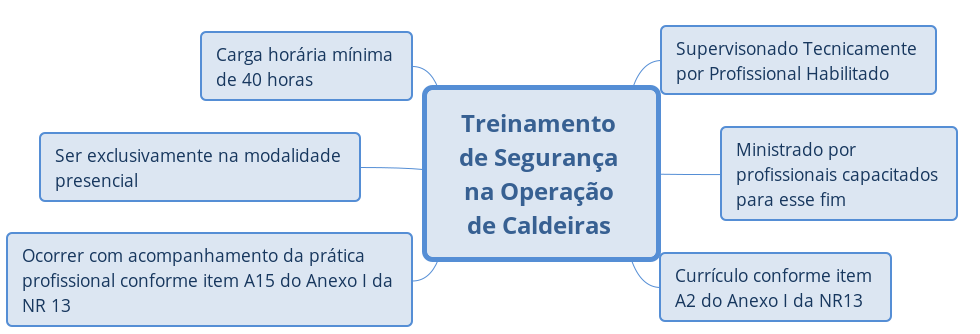 Carga horária mínima
de 40 horas
Ser exclusivamente na modalidade
presencial
Ocorrer com acompanhamento da prática
profissional conforme item A15 do Anexo I da
NR 13
Treinamento
de Segurança
na Operação
de Caldeiras
Supervisonado Tecnicamente
por Profissional Habilitado
Ministrado por
profissionais capacitados
para esse fim
Currículo conforme item
A2 do Anexo I da NR13